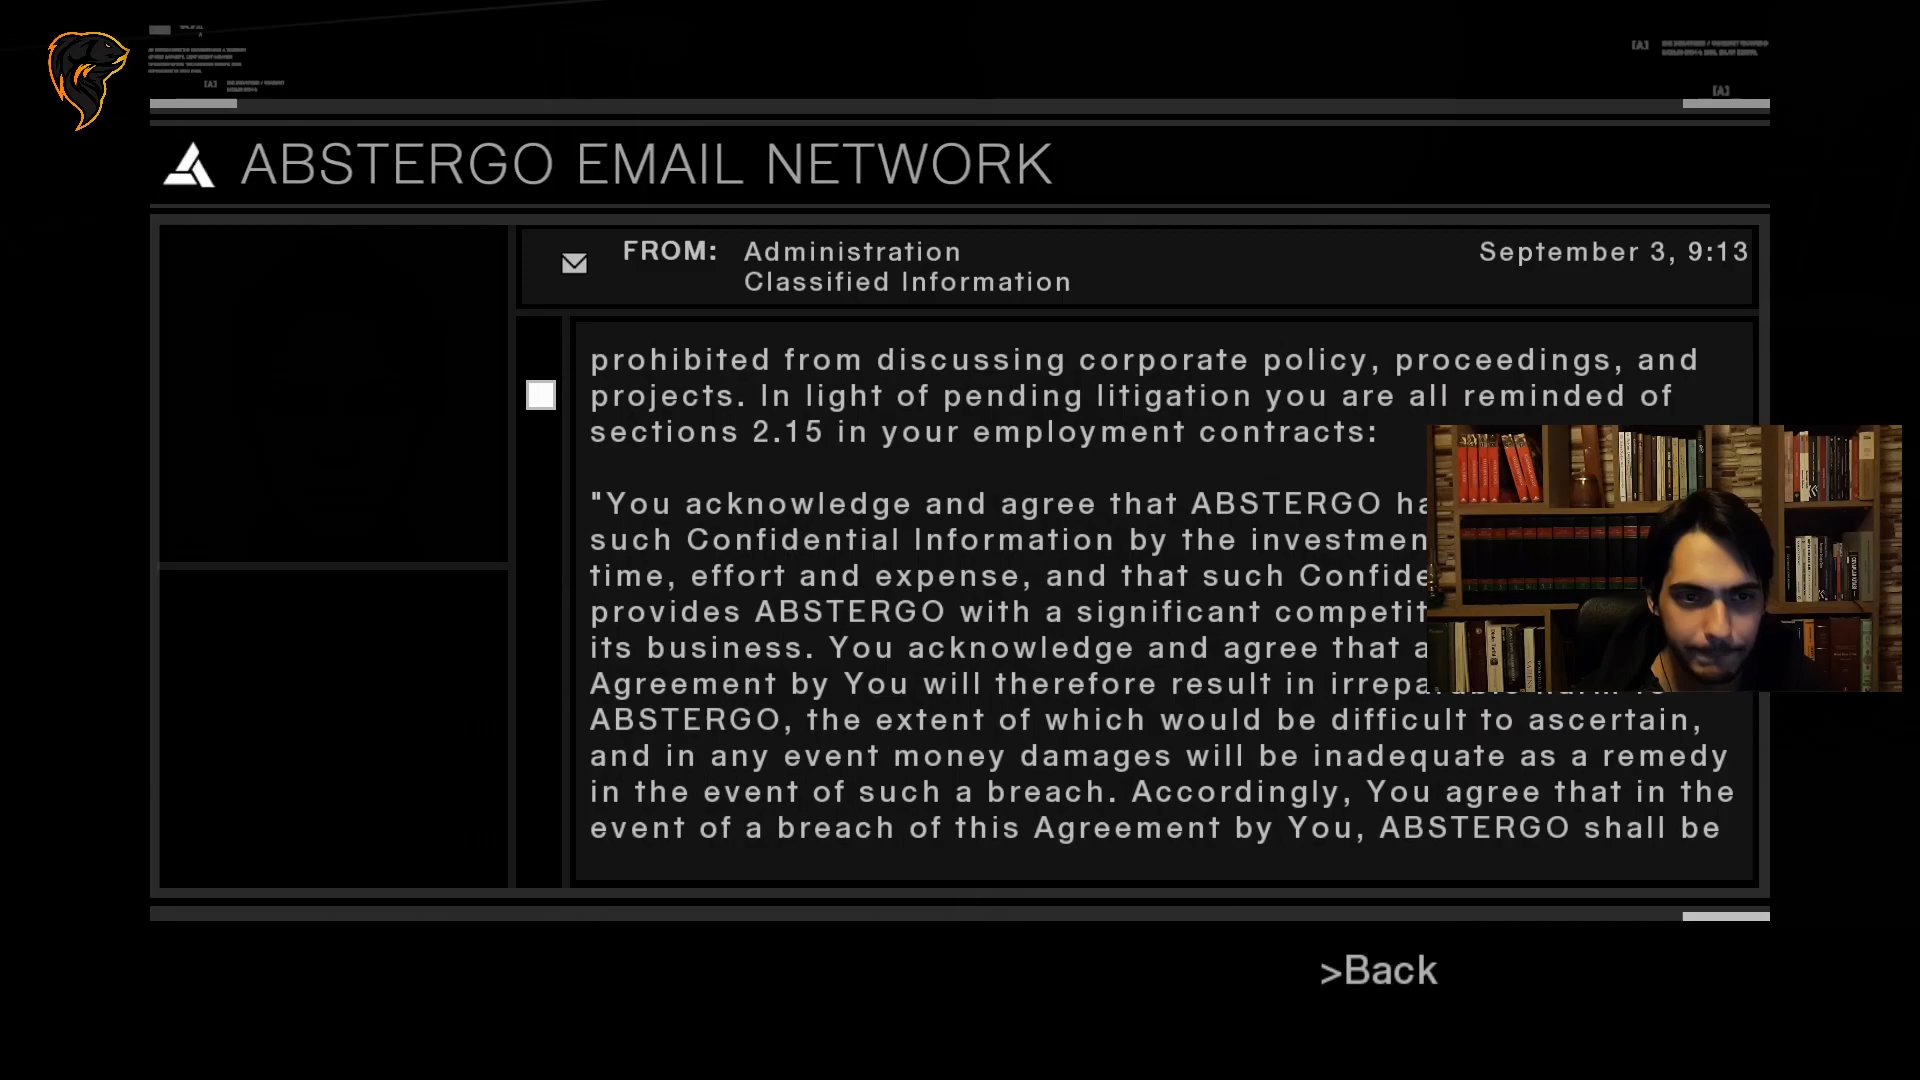 [A]
[A]
[A]
ABSTERGO EMAIL NETWORK
FROM: Administration
September 3, 9:13
Classified Information
prohibited from discussing corporate policy, proceedings, and
projects. In light of pending litigation you are all reminded of
sections 2.15 in your employment contracts:
"You acknowledge and agree that ABSTERGO
such Confidential Information by the
time, effort and expense, and that such
provides ABSTERGO with a significant
its business. You acknowledge and agree that
Agreement by You will therefore result in
ABSTERGO, the extent of which would be difficult to ascertain,
and in any event money damages will be inadequate as a remedy
in the event of such a breach. Accordingly, You agree that in the
event of a breach of this Agreement by You, ABSTERGO shall be
>Back